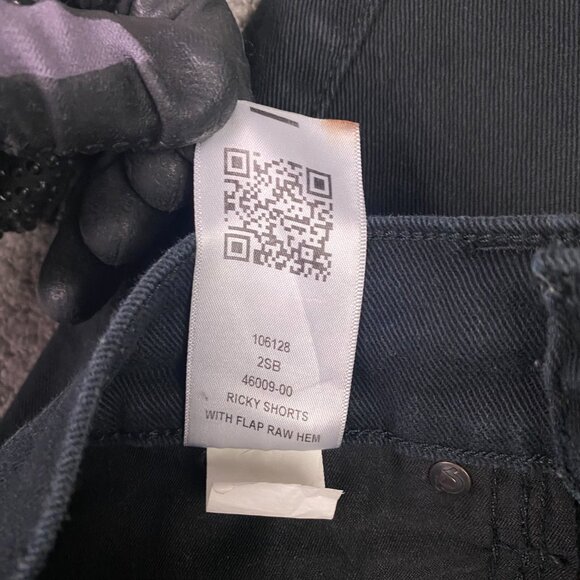 106128
2SB
46009-00
RICKY SHORTS
WITH FLAP RAW HEM